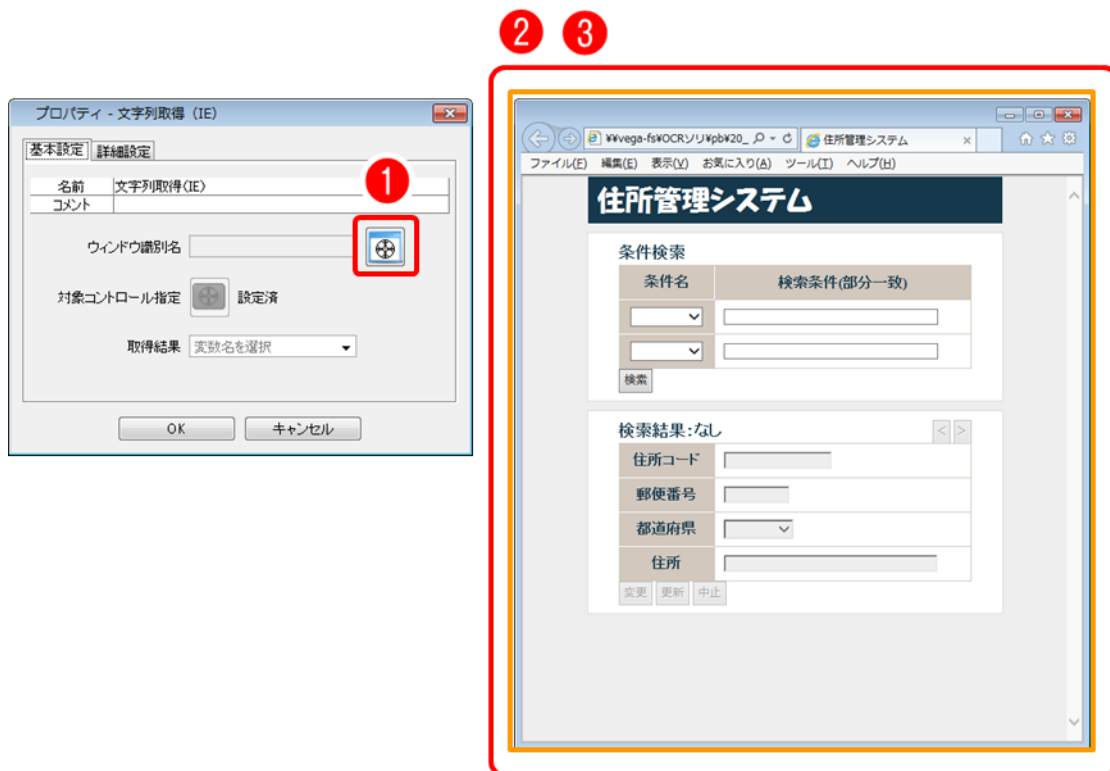 2 3
プロパティ - 文字列取得 (IE)
基本設定 詳細設定
名前 文字列取得(IE)
コメント
1
ウィンドウ識別名
対象コントロール指定 設定済
取得結果 変数名を選択
OK キャンセル
¥¥vega-fs¥OCRソリ¥pb¥20_ 住所管理システム
ファイル(F) 編集(E) 表示(V) お気に入り(A) ツール(T) ヘルプ(H)
住所管理システム
条件検索
条件名 検索条件(部分一致)
検索
検索結果:なし < >
住所コード
郵便番号
都道府県
住所
変更 更新 中止